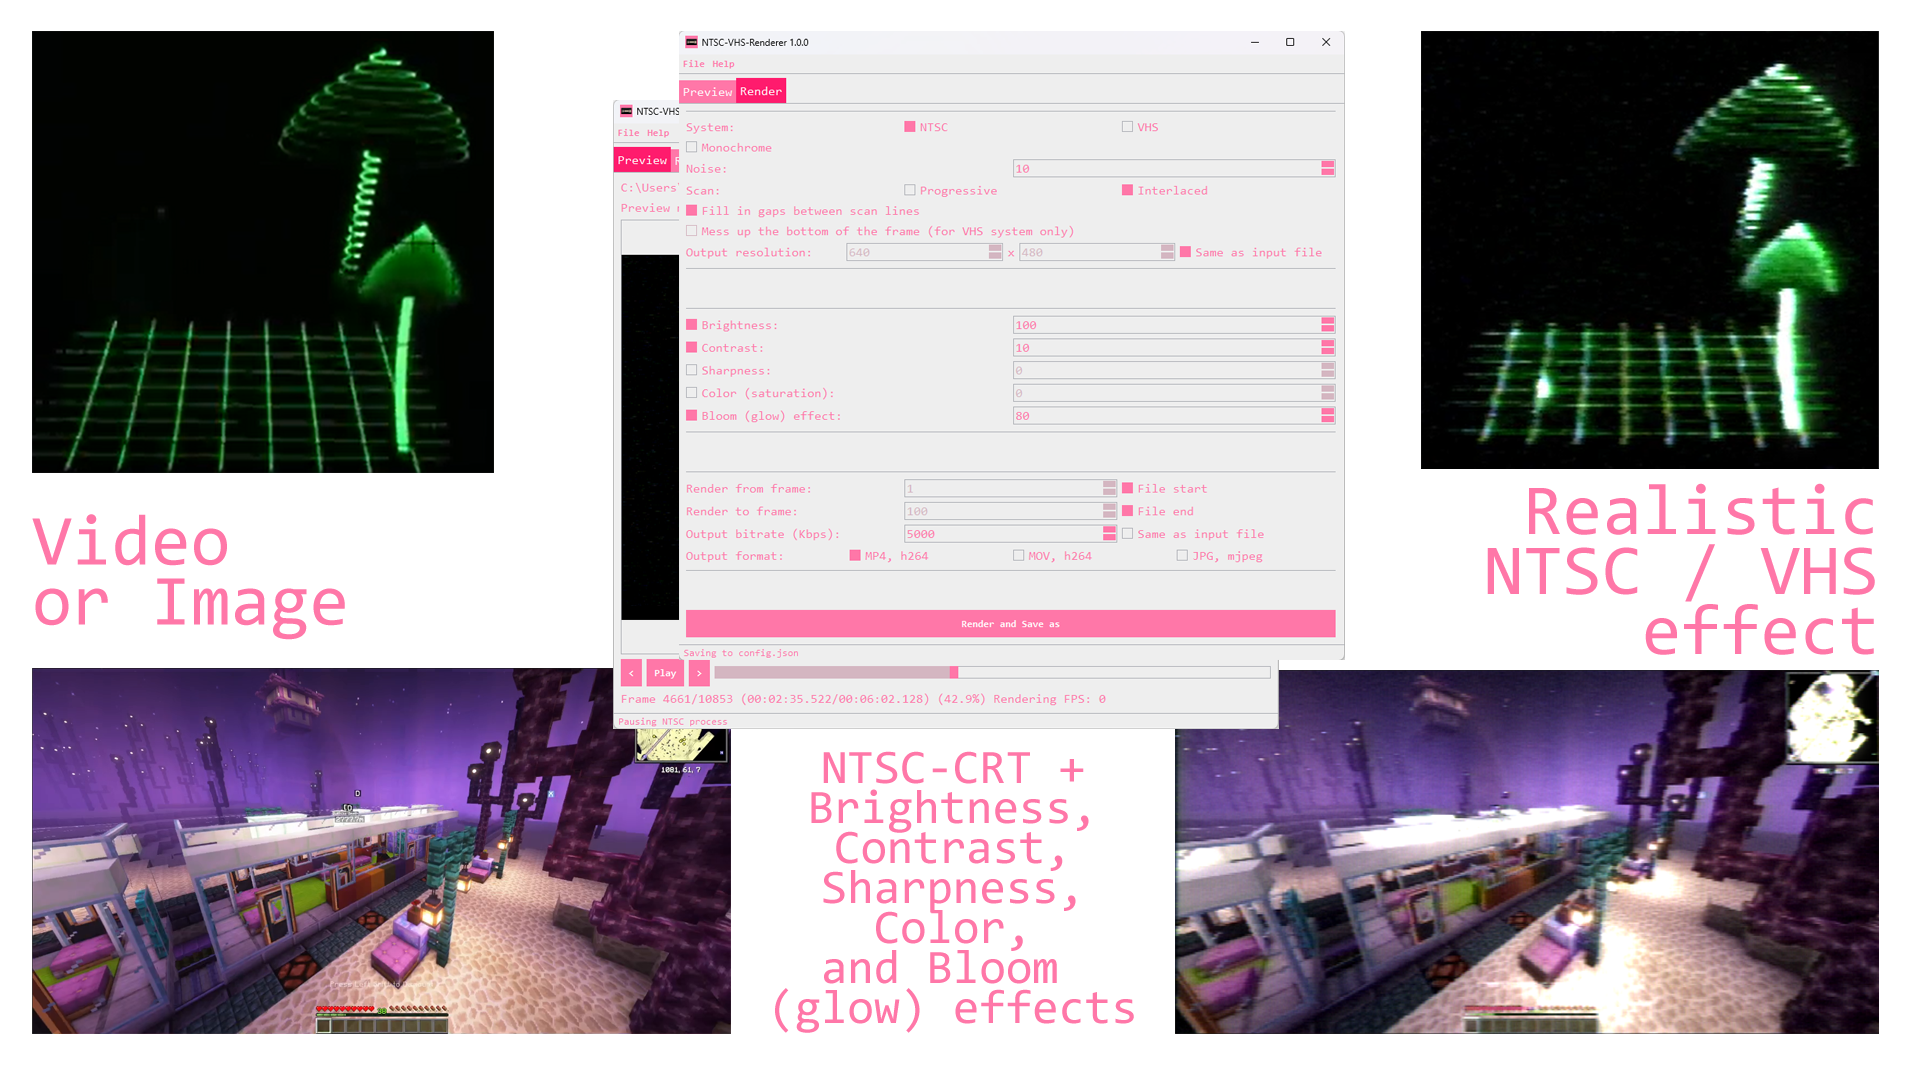 NTSC-VHS-Renderer 1.0.0
File Help
Preview Render
System: NTSC VHS
Monochrome
Noise: 10
Scan: Progressive Interlaced
Fill in gaps between scan lines
Mess up the bottom of the frame (for VHS system only)
Output resolution: 640 x 480 Same as input file
Brightness: 100
Contrast: 10
Sharpness: 0
Color (saturation): 0
Bloom (glow) effect: 80
Render from frame: 1 File start
Render to frame: 100 File end
Output bitrate (Kbps): 5000 Same as input file
Output format: MP4, h264 MOV, h264 JPG, mjpeg
Render and Save as
Saving to config.json
NTSC-VHS
File Help
Preview
C:\Users
Preview
< Play >
Frame 4661/10853 (00:02:35.522/00:06:02.128) (42.9%) Rendering FPS: 0
Pausing NTSC process
Video
or Image
Realistic
NTSC / VHS
effect
NTSC-CRT +
Brightness,
Contrast,
Sharpness,
Color,
and Bloom
(glow) effects
1081, 61, 7
D